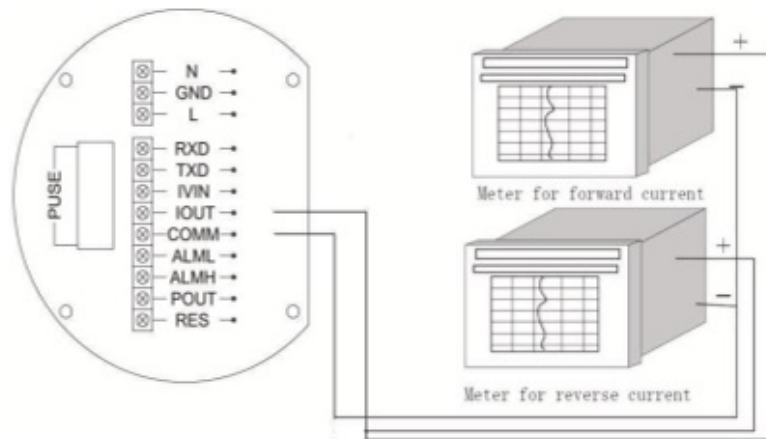 N
GND
L
RXD
TXD
IVIN
IOUT
COMM
ALML
ALMH
POUT
RES
PUSE
+
−
Meter for forward current
+
−
Meter for reverse current